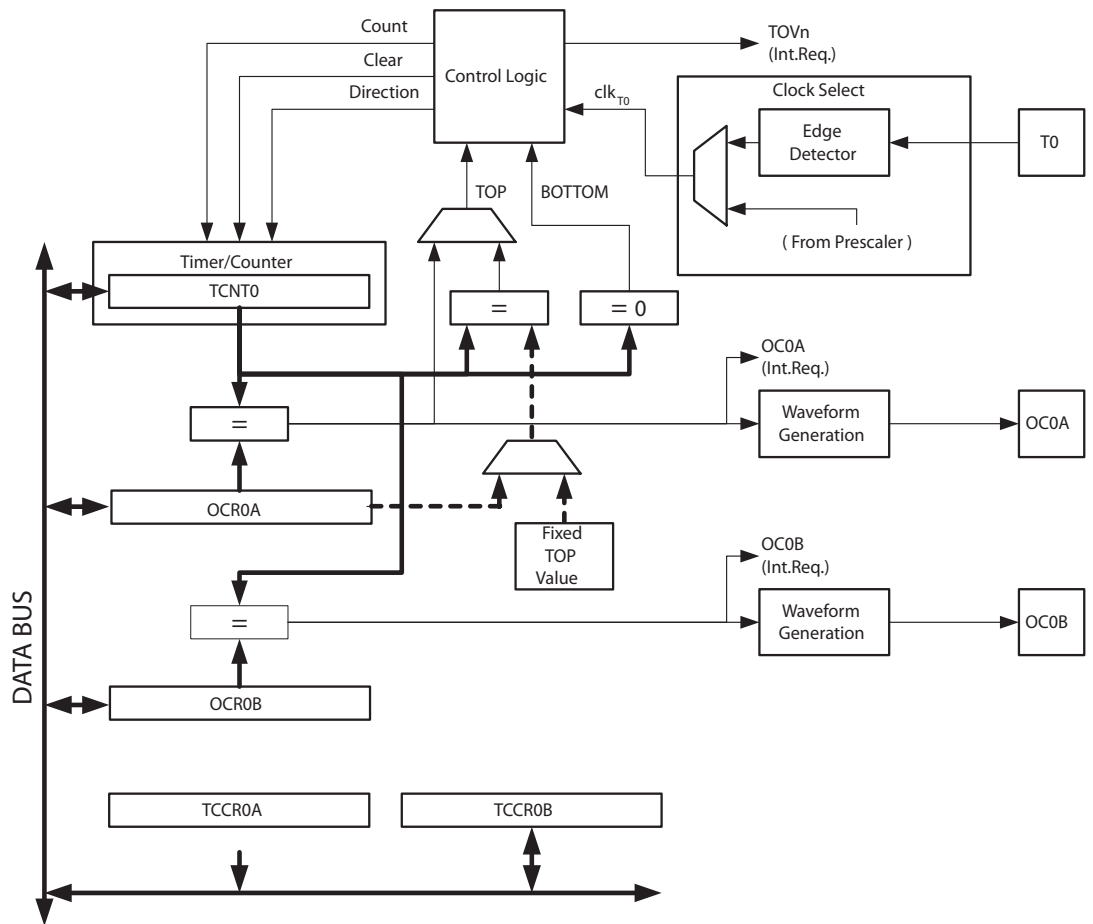 Count
Clear
Direction
Control Logic
TOVn
(Int.Req.)
clkT0
Clock Select
Edge
Detector
T0
( From Prescaler )
TOP
BOTTOM
Timer/Counter
TCNT0
=
= 0
OC0A
(Int.Req.)
=
Waveform
Generation
OC0A
OCR0A
Fixed
TOP
Value
OC0B
(Int.Req.)
=
Waveform
Generation
OC0B
OCR0B
DATA BUS
TCCR0A
TCCR0B